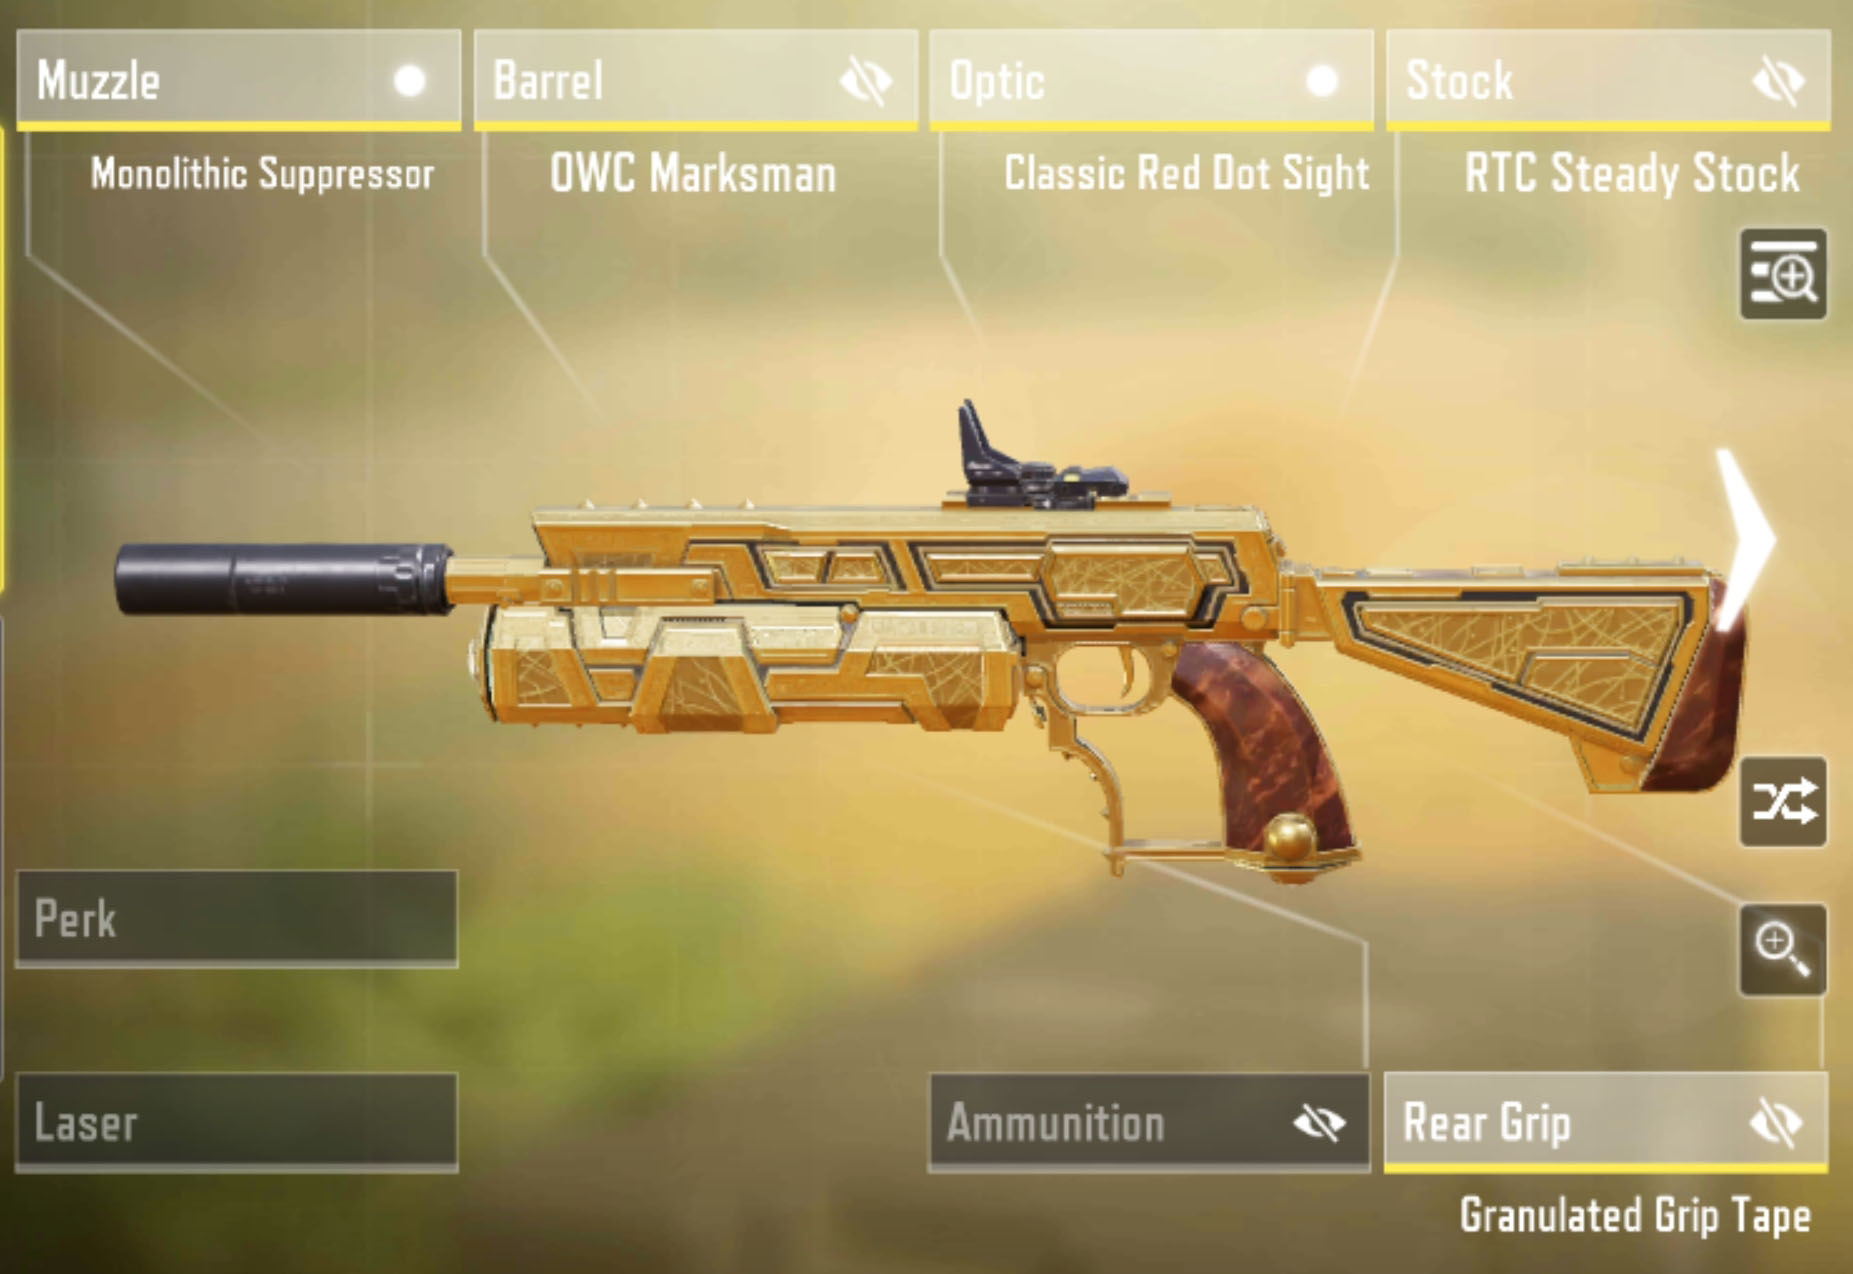 Muzzle
Barrel
Optic
Stock
Monolithic Suppressor
OWC Marksman
Classic Red Dot Sight
RTC Steady Stock
Perk
Laser
Ammunition
Rear Grip
Granulated Grip Tape